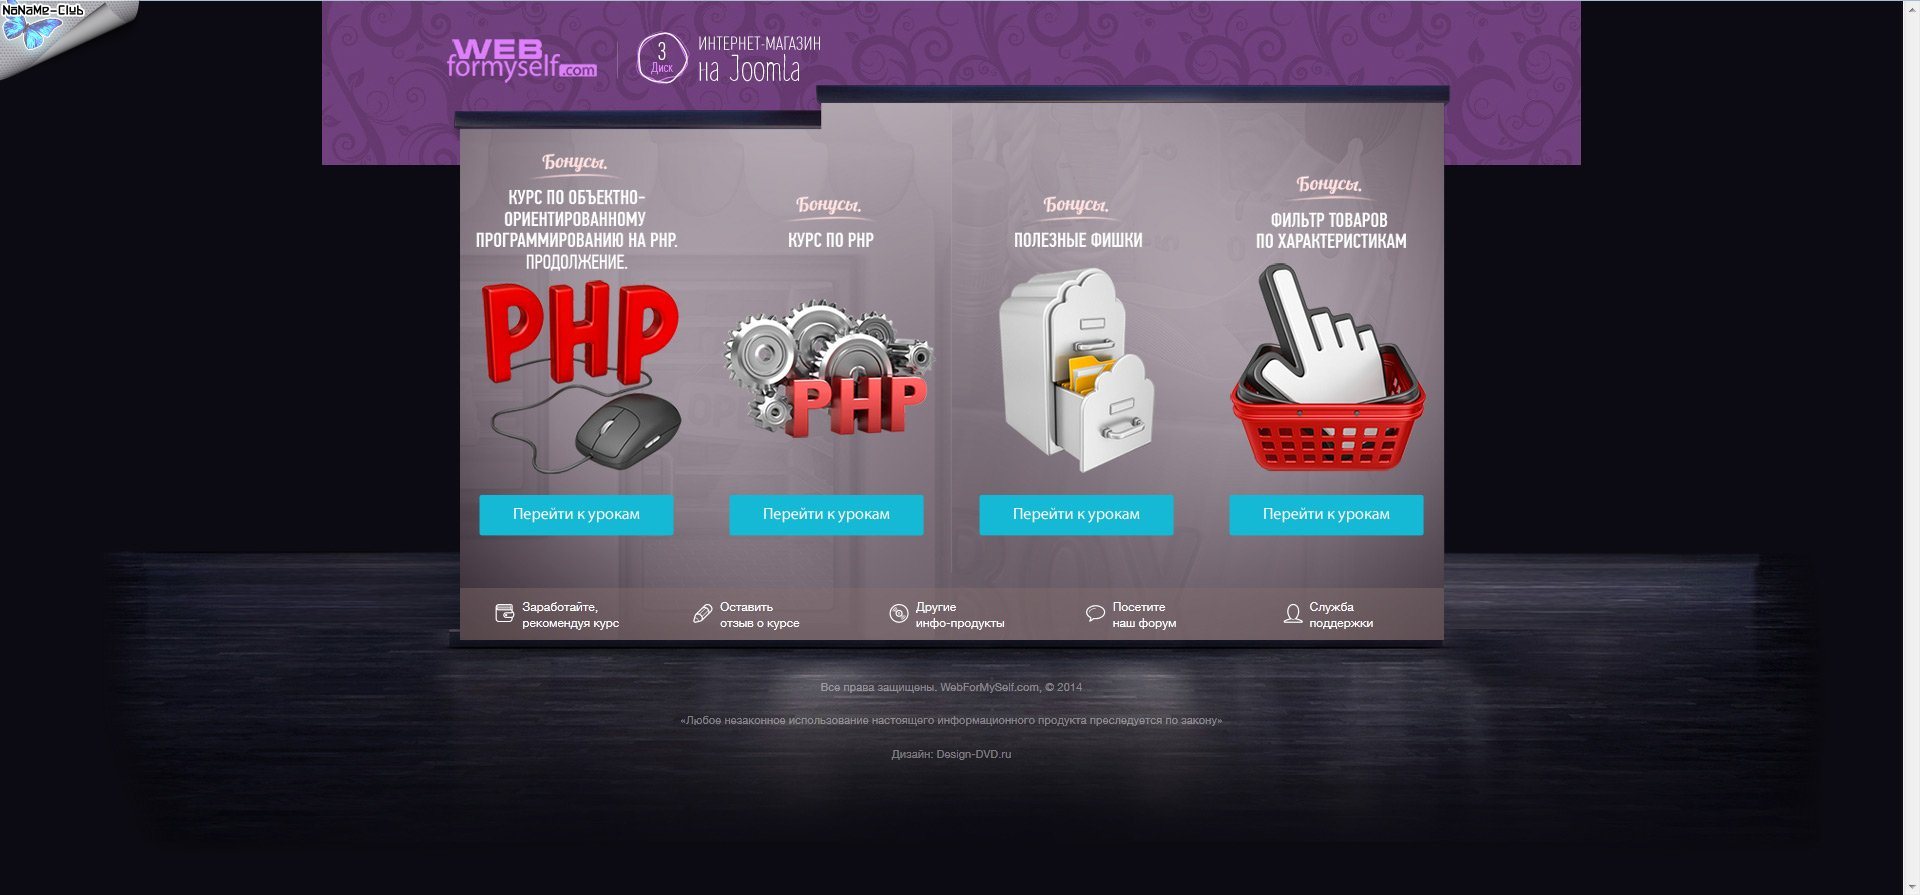 NoNaMe-Club
WEB
formyself.com
3
Диск
ИНТЕРНЕТ-МАГАЗИН
на Joomla
Бонусы.
КУРС ПО ОБЪЕКТНО-
ОРИЕНТИРОВАННОМУ
ПРОГРАММИРОВАНИЮ НА PHP.
ПРОДОЛЖЕНИЕ.
PHP
Перейти к урокам
Бонусы.
КУРС ПО PHP
PHP
Перейти к урокам
Бонусы.
ПОЛЕЗНЫЕ ФИШКИ
Перейти к урокам
Бонусы.
ФИЛЬТР ТОВАРОВ
ПО ХАРАКТЕРИСТИКАМ
Перейти к урокам
Заработайте,
рекомендуя курс
Оставить
отзыв о курсе
Другие
инфо-продукты
Посетите
наш форум
Служба
поддержки
Все права защищены. WebForMySelf.com, © 2014
«Любое незаконное использование настоящего информационного продукта преследуется по закону»
Дизайн: Design-DVD.ru